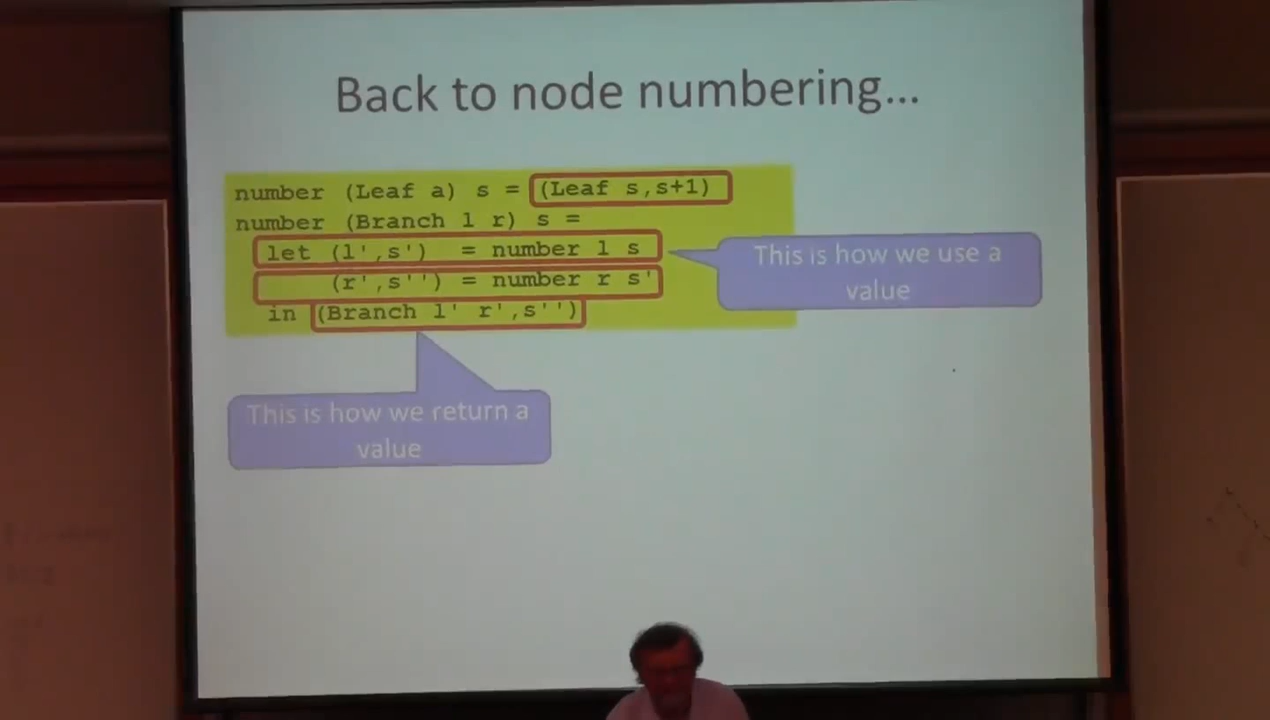 Back to node numbering...
number (Leaf a) s = (Leaf s,s+1)
number (Branch l r) s =
let (l',s') = number l s
(r',s'') = number r s'
in (Branch l' r',s'')
This is how we use a
value
This is how we return a
value